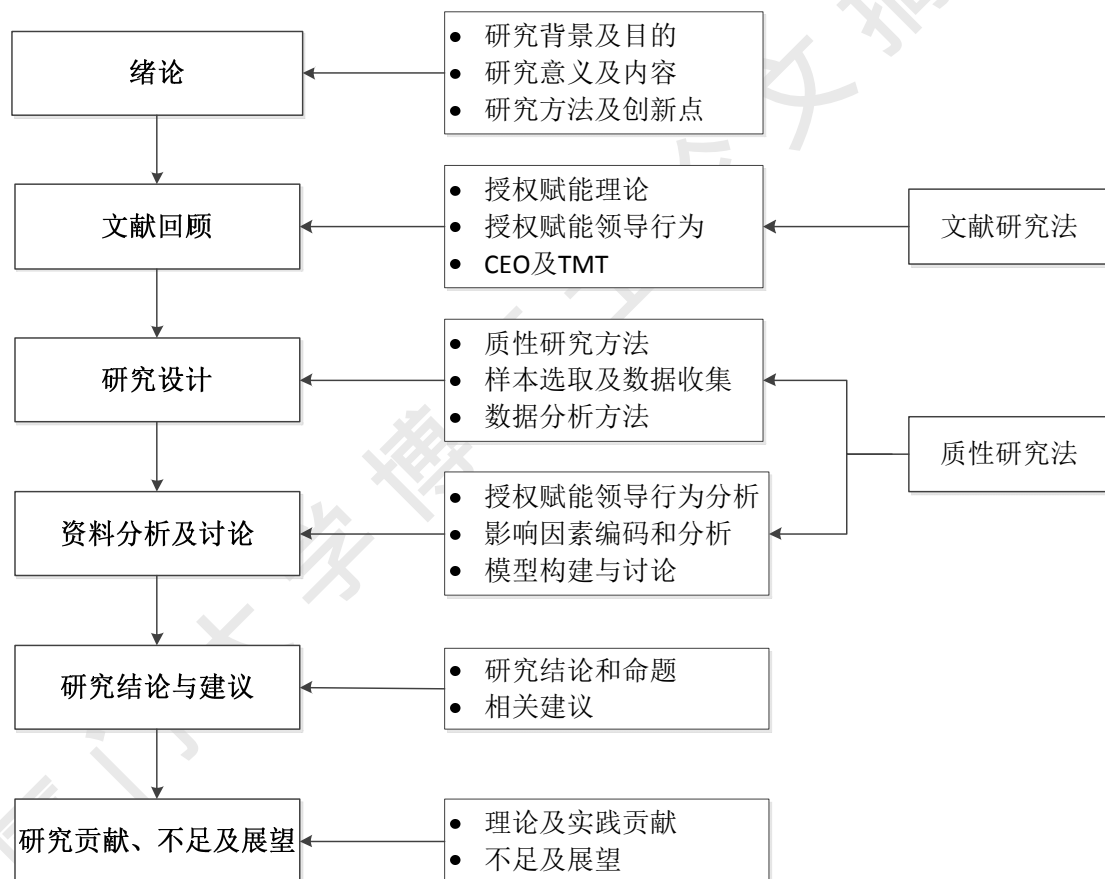 绪论
研究背景及目的
研究意义及内容
研究方法及创新点
文献回顾
授权赋能理论
授权赋能领导行为
CEO及TMT
文献研究法
研究设计
质性研究方法
样本选取及数据收集
数据分析方法
质性研究法
资料分析及讨论
授权赋能领导行为分析
影响因素编码和分析
模型构建与讨论
研究结论与建议
研究结论和命题
相关建议
研究贡献、不足及展望
理论及实践贡献
不足及展望